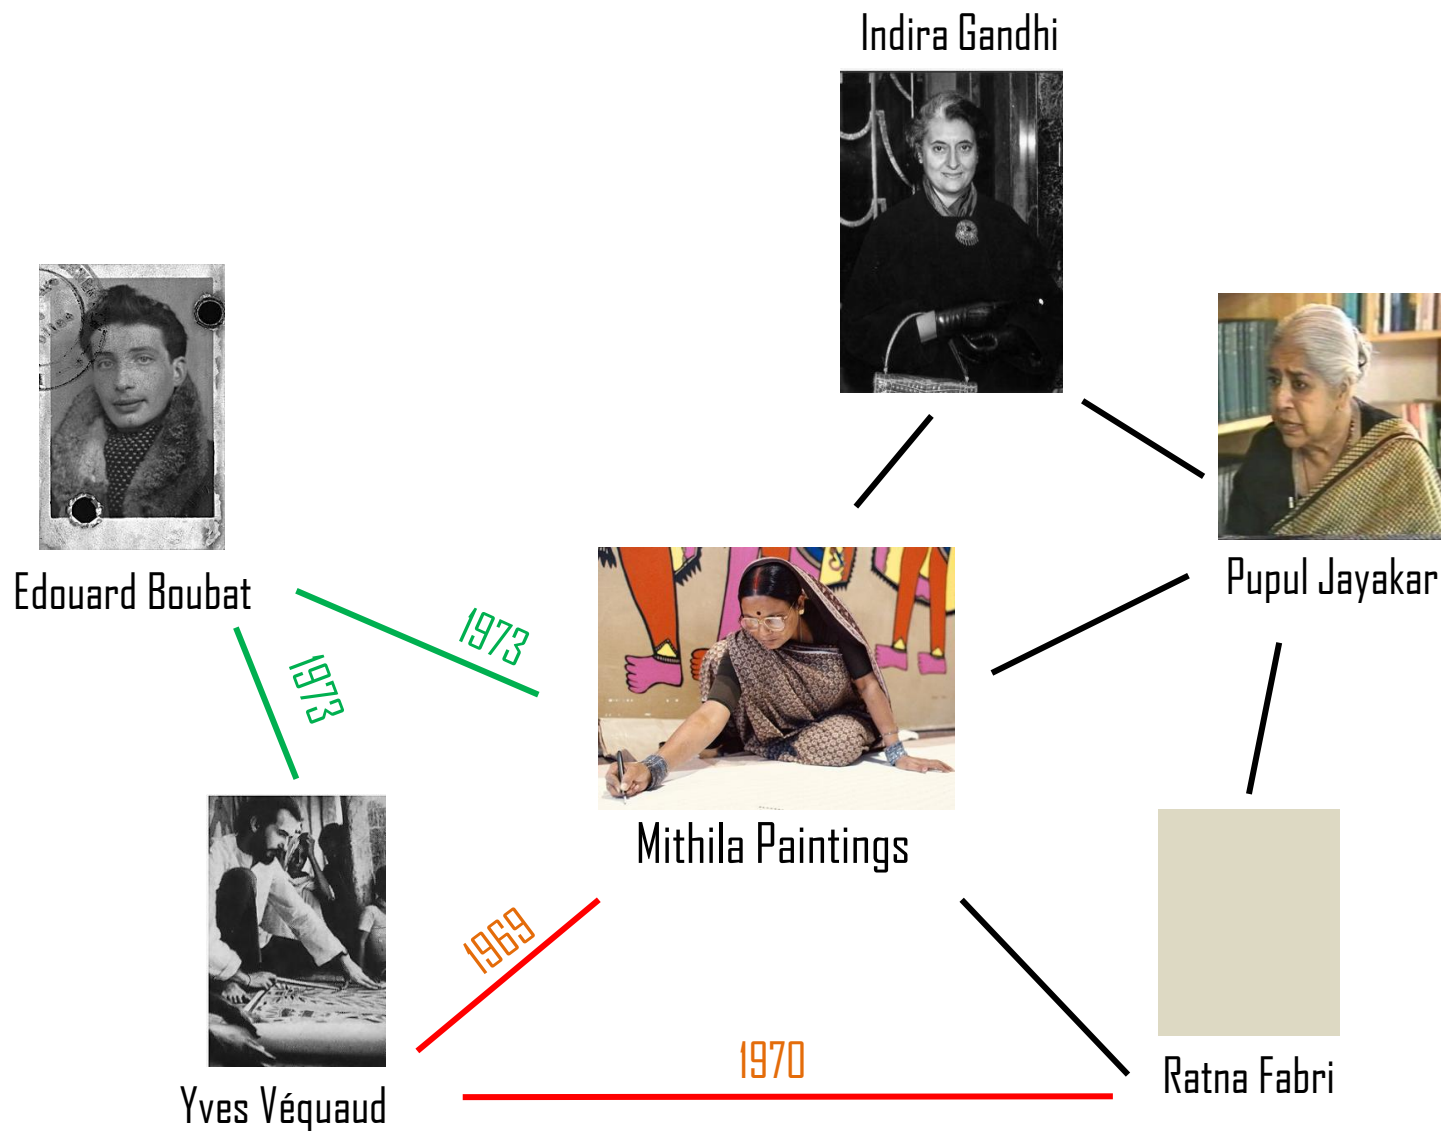 Indira Gandhi
Edouard Boubat
Pupul Jayakar
1973
1973
Mithila Paintings
1969
1970
Ratna Fabri
Yves Véquaud